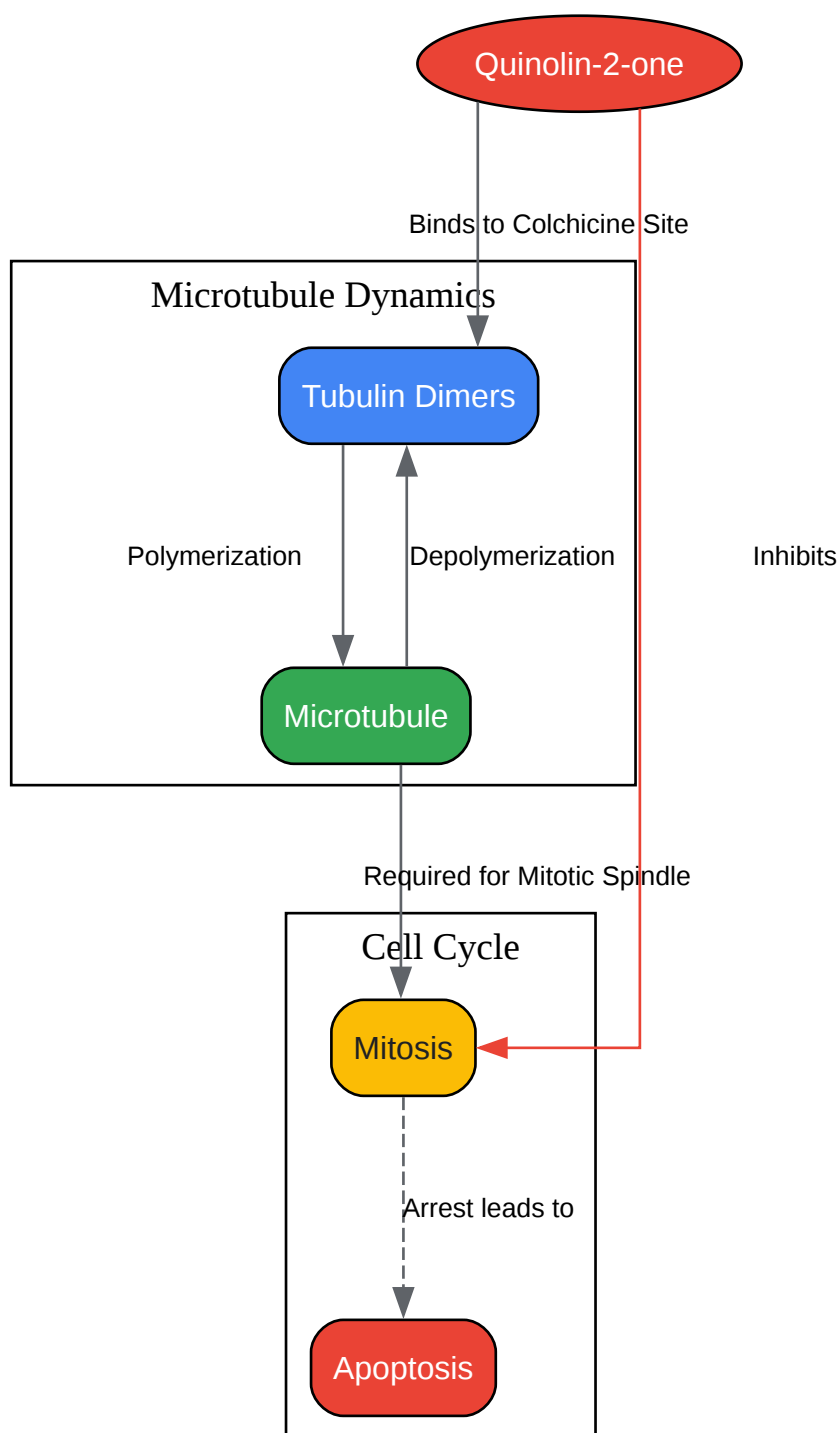 Quinolin-2-one
Binds to Colchicine Site
Microtubule Dynamics
Tubulin Dimers
Polymerization
Depolymerization
Inhibits
Microtubule
Required for Mitotic Spindle
Cell Cycle
Mitosis
Arrest leads to
Apoptosis